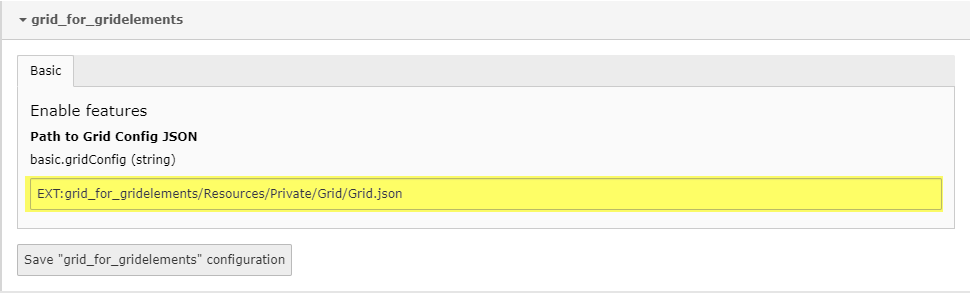 grid_for_gridelements
Basic
Enable features
Path to Grid Config JSON
basic.gridConfig (string)
EXT:grid_for_gridelements/Resources/Private/Grid/Grid.json
Save "grid_for_gridelements" configuration